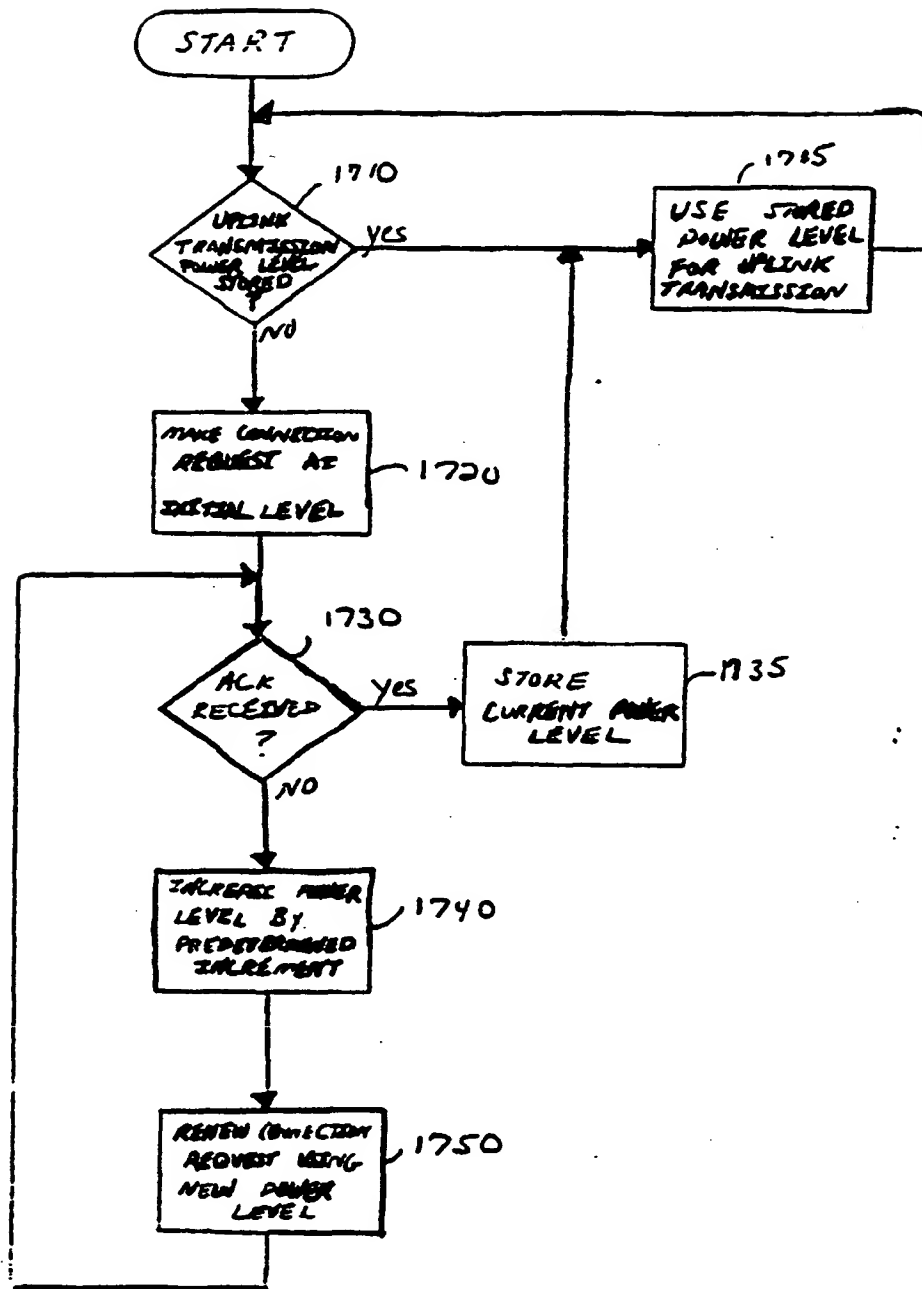 START
1710
UPLINK
TRANSMISSION
POWER LEVEL
STORED
?
yes
NO
1715
USE STORED
POWER LEVEL
FOR UPLINK
TRANSMISSION
MAKE CONNECTION
REQUEST AT
INITIAL LEVEL
1720
1730
ACK
RECEIVED
?
yes
NO
STORE
CURRENT POWER
LEVEL
1735
INCREASE POWER
LEVEL BY
PREDETERMINED
INCREMENT
1740
RENEW CONNECTION
REQUEST USING
NEW POWER
LEVEL
1750